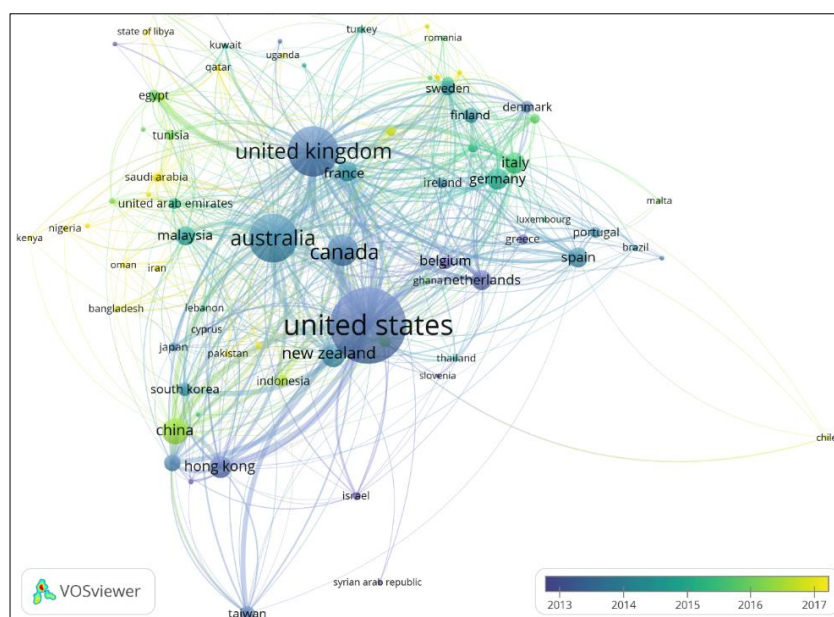 state of libya
turkey
romania
kuwait
uganda
qatar
sweden
egypt
denmark
finland
tunisia
united kingdom
italy
france
saudi arabia
ireland
germany
united arab emirates
malta
luxembourg
nigeria
malaysia
australia
greece
portugal
kenya
canada
brazil
belgium
spain
oman
iran
ghana
netherlands
bangladesh
lebanon
cyprus
united states
japan
pakistan
new zealand
thailand
slovenia
south korea
indonesia
china
chile
hong kong
israel
syrian arab republic
taiwan
VOSviewer
2013 2014 2015 2016 2017